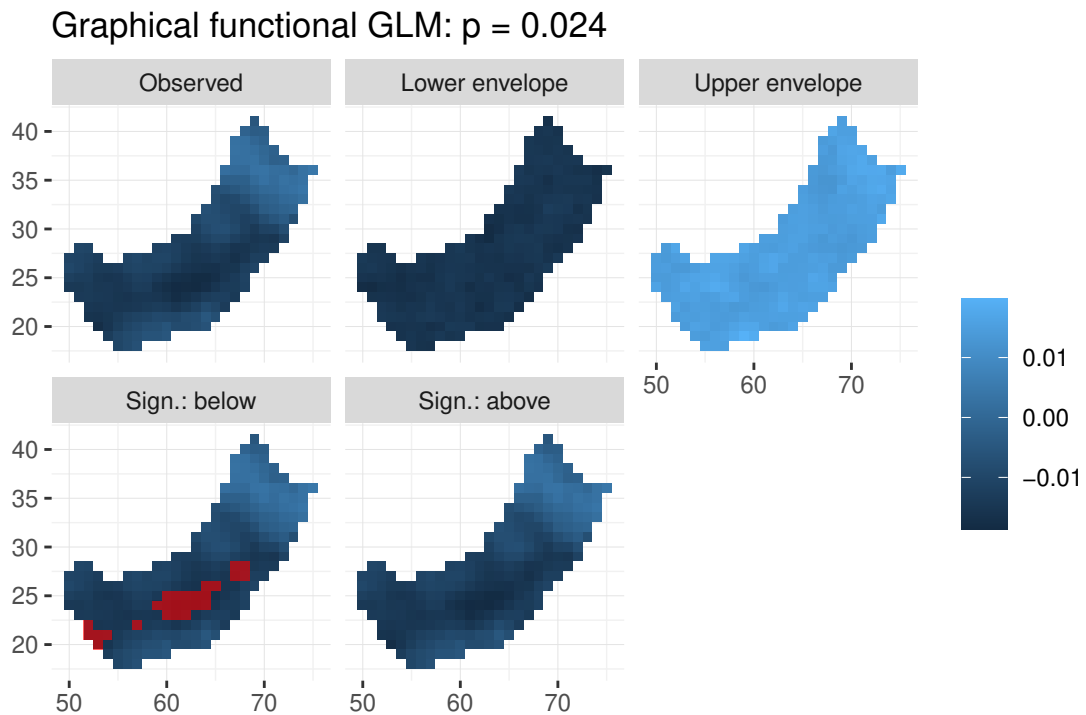 Graphical functional GLM: p = 0.024
Observed
Lower envelope
Upper envelope
40
35
30
25
20
50 60 70
0.01
0.00
−0.01
Sign.: below
Sign.: above
40
35
30
25
20
50 60 70
50 60 70